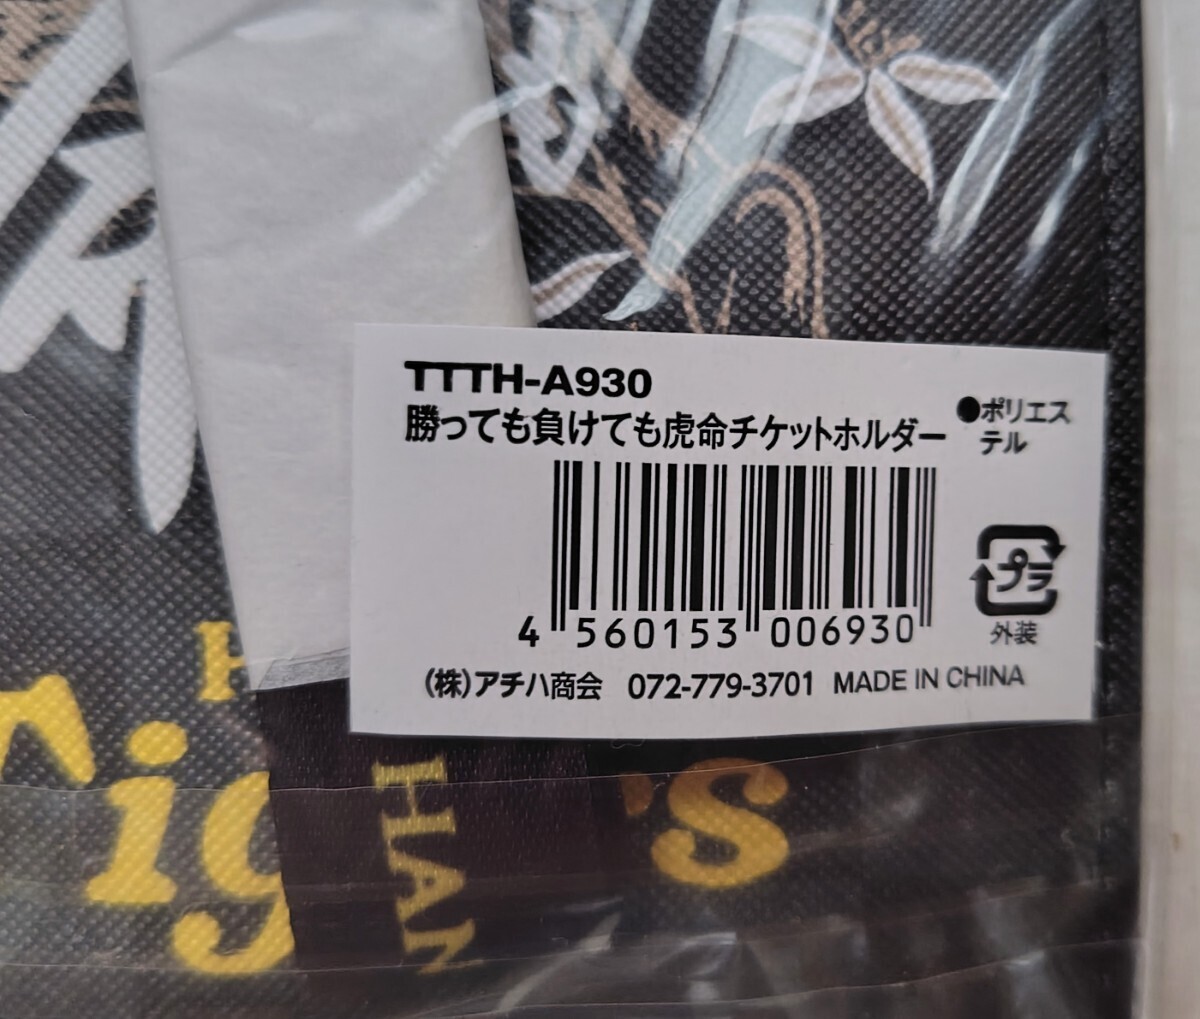 TTTH-A930
勝っても負けても虎命チケットホルダー
●ポリエス
テル
4 560153 006930
プラ
外装
(株)アチハ商会 072-779-3701 MADE IN CHINA
H
ig
's
HAN